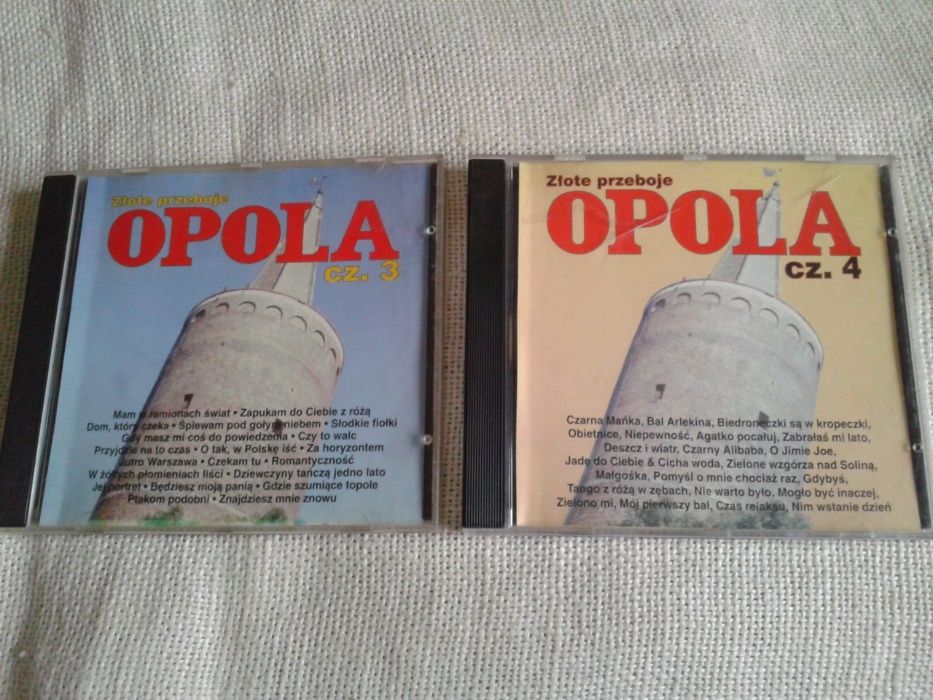 Złote przeboje
OPOLA
cz. 3
Mam w ramionach świat • Zapukam do Ciebie z różą
Dom, który czeka • Śpiewam pod gołym niebem • Słodkie fiołki
Gdy masz mi coś do powiedzenia • Czy to walc
Przyjdzie na to czas • O tak, w Polskę iść • Za horyzontem
Jutro Warszawa • Czekam tu • Romantyczność
W żółtych płomieniach liści • Dziewczyny tańczą jedno lato
Jej portret • Będziesz moją panią • Gdzie szumiące topole
Ptakom podobni • Znajdziesz mnie znowu
Złote przeboje
OPOLA
cz. 4
Czarna Mańka, Bal Arlekina, Biedroneczki są w kropeczki,
Obietnice, Niepewność, Agatko pocałuj, Zabrałaś mi lato,
Deszcz i wiatr, Czarny Alibaba, O Jimie Joe,
Jadę do Ciebie & Cicha woda, Zielone wzgórza nad Soliną,
Małgośka, Pomyśl o mnie chociaż raz, Gdybyś,
Tango z różą w zębach, Nie warto było, Mogło być inaczej,
Zielono mi, Mój pierwszy bal, Czas relaksu, Nim wstanie dzień